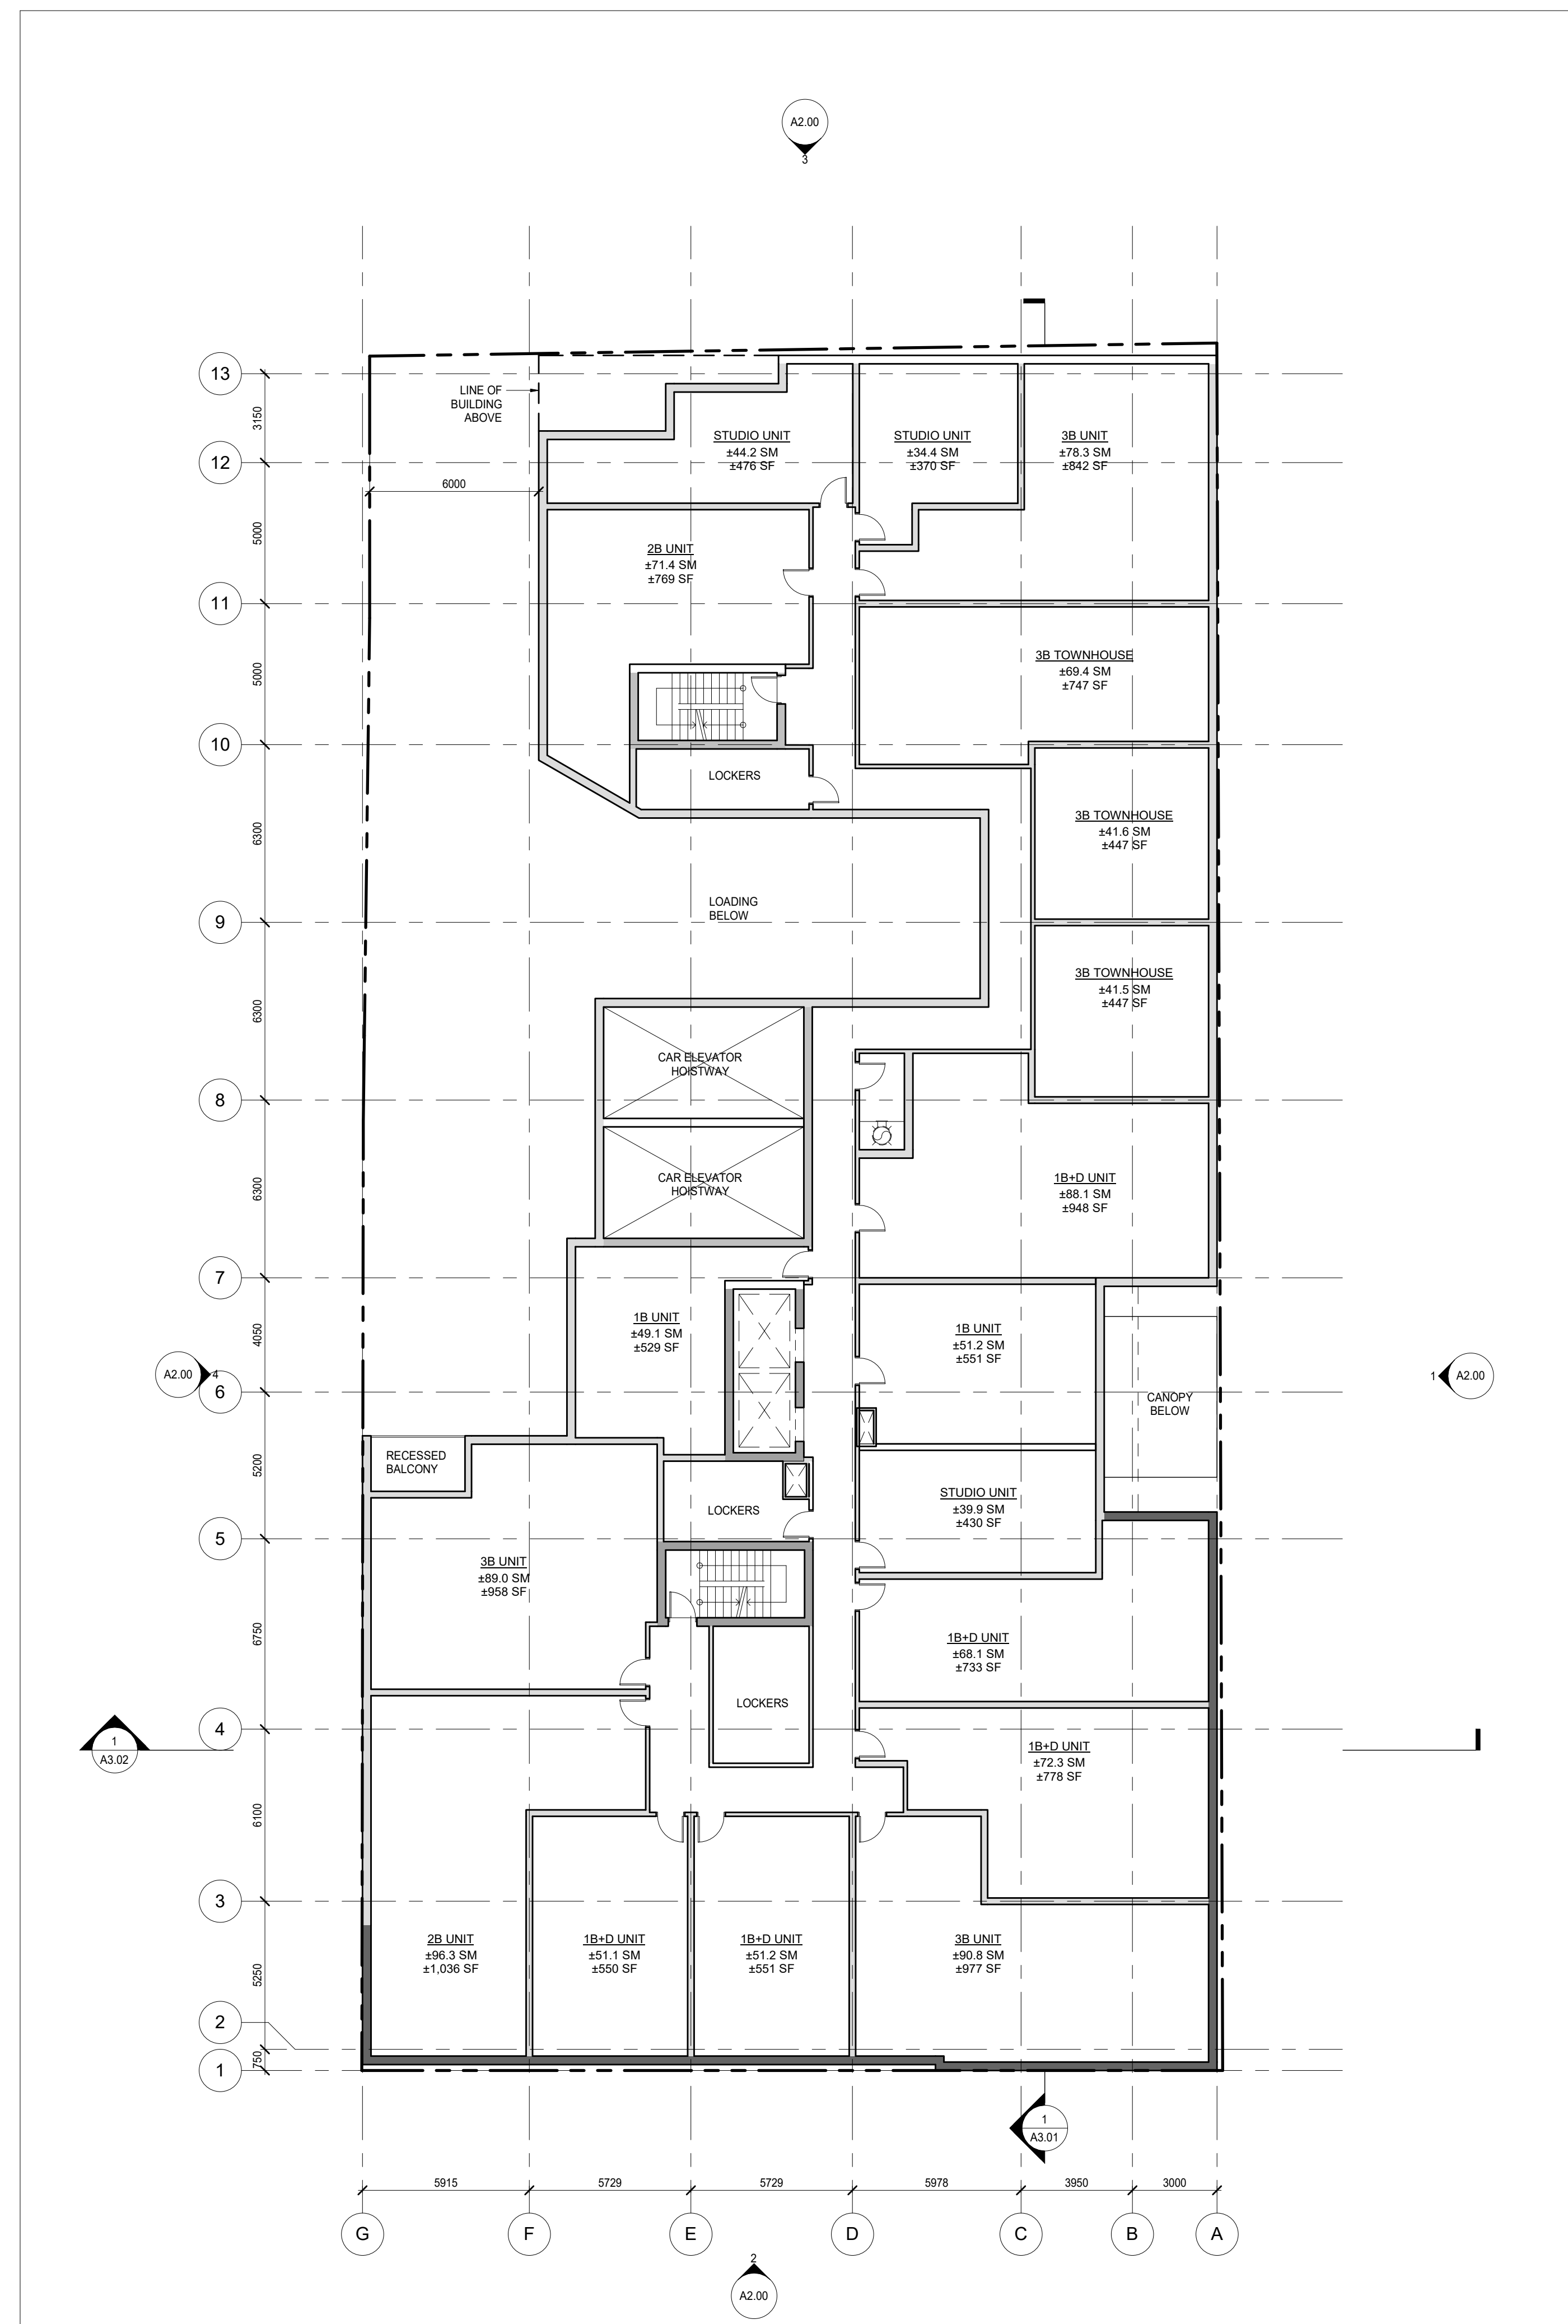 A2.00
3
13
3150
LINE OF
BUILDING
ABOVE
STUDIO UNIT
±44.2 SM
±476 SF
STUDIO UNIT
±34.4 SM
±370 SF
3B UNIT
±78.3 SM
±842 SF
12
6000
5000
2B UNIT
±71.4 SM
±769 SF
11
5000
3B TOWNHOUSE
±69.4 SM
±747 SF
10
LOCKERS
6300
3B TOWNHOUSE
±41.6 SM
±447 SF
9
LOADING
BELOW
6300
3B TOWNHOUSE
±41.5 SM
±447 SF
CAR ELEVATOR
HOISTWAY
8
6300
CAR ELEVATOR
HOISTWAY
1B+D UNIT
±88.1 SM
±948 SF
7
4050
1B UNIT
±49.1 SM
±529 SF
1B UNIT
±51.2 SM
±551 SF
A2.00
4
6
1
A2.00
CANOPY
BELOW
5200
RECESSED
BALCONY
LOCKERS
STUDIO UNIT
±39.9 SM
±430 SF
5
3B UNIT
±89.0 SM
±958 SF
6750
1B+D UNIT
±68.1 SM
±733 SF
LOCKERS
4
1
A3.02
1B+D UNIT
±72.3 SM
±778 SF
6100
3
5250
2B UNIT
±96.3 SM
±1,036 SF
1B+D UNIT
±51.1 SM
±550 SF
1B+D UNIT
±51.2 SM
±551 SF
3B UNIT
±90.8 SM
±977 SF
2
750
1
1
A3.01
5915
5729
5729
5978
3950
3000
G
F
E
D
C
B
A
2
A2.00